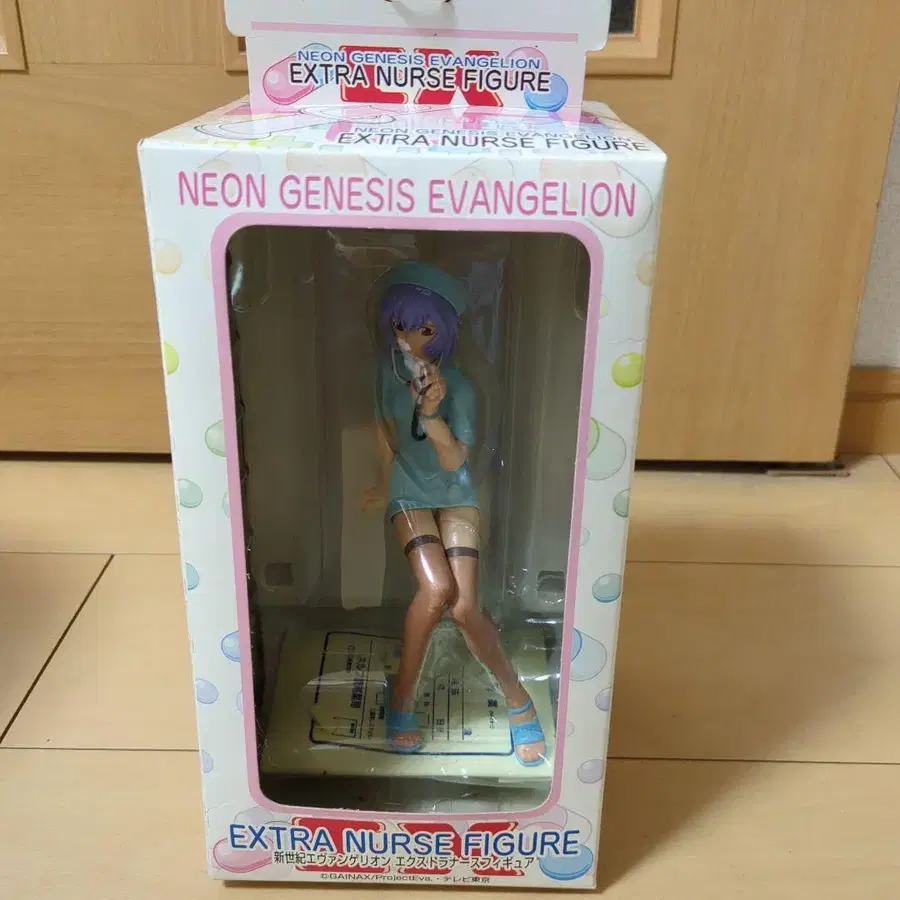 NEON GENESIS EVANGELION
EXTRA NURSE FIGURE
EX
NEON GENESIS EVANGELION
EXTRA NURSE FIGURE
NEON GENESIS EVANGELION
EX
EXTRA NURSE FIGURE
新世紀エヴァンゲリオン エクストラナースフィギュア
©GAINAX/ProjectEva.・テレビ東京